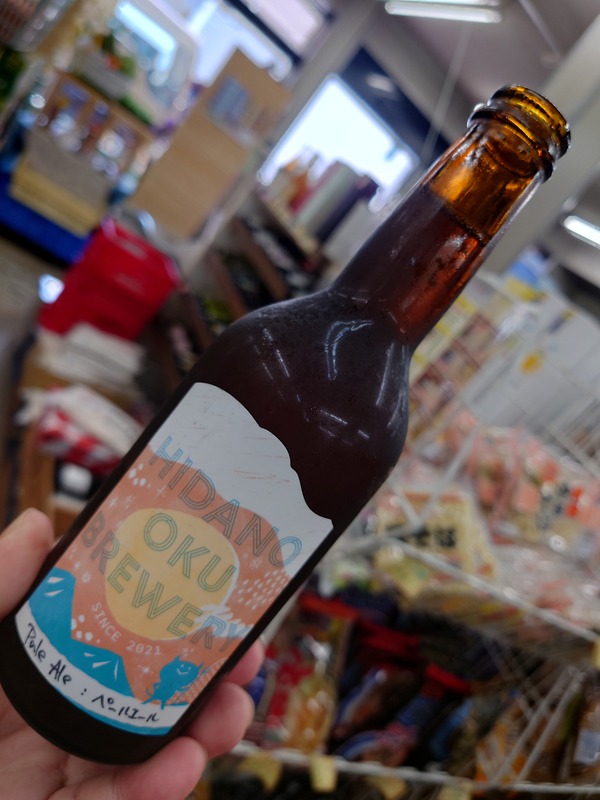 HIDANO
OKU
BREWERY
SINCE 2021
Pale Ale : ペールエール